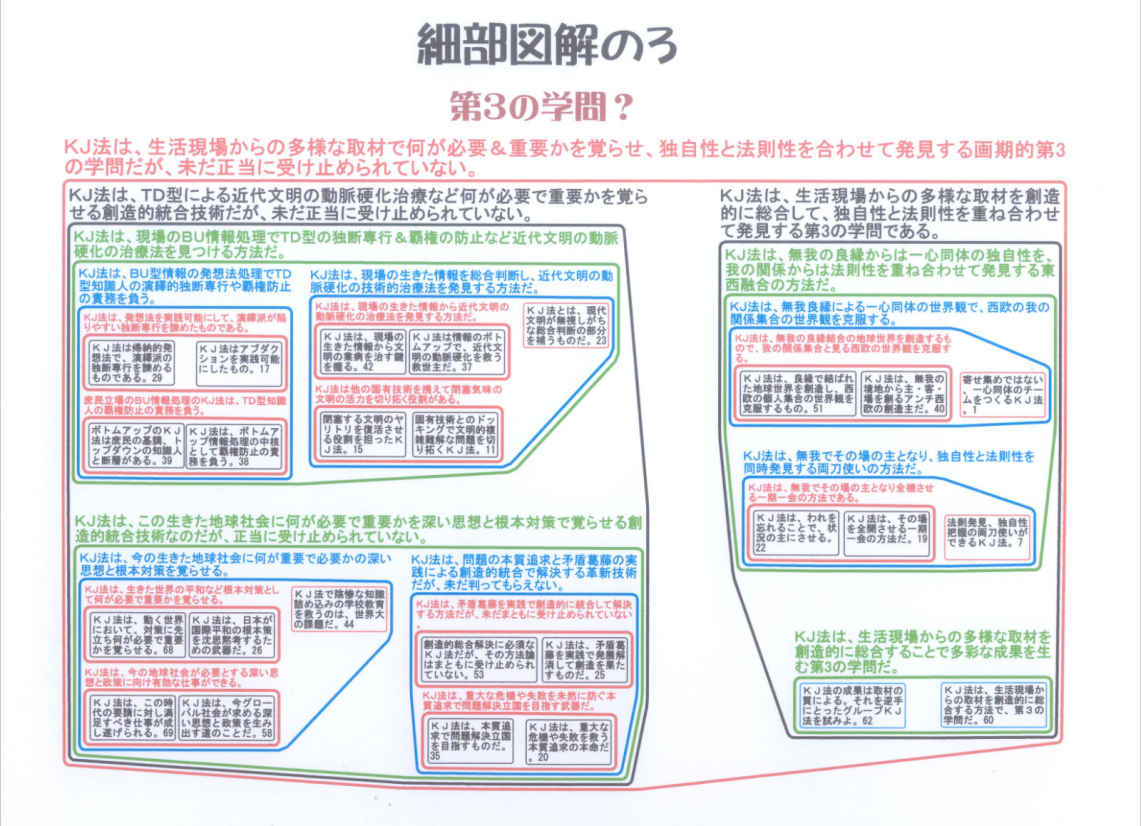 細部図解のろ
第3の学問？
KJ法は、生活現場からの多様な取材で何が必要＆重要かを覚らせ、独自性と法則性を合わせて発見する画期的第3
の学問だが、未だ正当に受け止められていない。
KJ法は、TD型による近代文明の動脈硬化治療など何が必要で重要かを覚ら
せる創造的統合技術だが、未だ正当に受け止められていない。
KJ法は、現場のBU情報処理でTD型の独断専行＆覇権の防止など近代文明の動脈
硬化の治療法を見つける方法だ。
KJ法は、BU型情報の発想法処理でTD
型知識人の演繹的独断専行や覇権防止
の責務を負う。
KJ法は、発想法を実践可能にして、演繹派が陥
りやすい独断専行を諌めたものである。
KJ法は帰納的発
想法で、演繹派の
独断専行を諌める
ものである。29
KJ法はアブダク
ションを実践可能
にしたもの。17
庶民立場のBU情報処理のKJ法は、TD型知識
人の覇権防止の責務を負う。
ボトムアップのKJ
法は庶民の基調、ト
ップダウンの知識人
と断層がある。39
KJ法は、ボトムア
ップ情報処理の中核
として覇権防止の責
務を負う。38
KJ法は、現場の生きた情報を総合判断し、近代文明の動
脈硬化の技術的治療法を発見する方法だ。
KJ法は、現場の生きた情報から近代文明の
動脈硬化の治療法を発見する方法だ。
KJ法は、現場の
生きた情報から文
明の業病を治す鍵
を握る。42
KJ法は情報のボト
ムアップで、近代文
明の動脈硬化を救う
救世主だ。37
KJ法とは、現代
文明が無視しがち
な総合判断の部分
を補うものだ。23
KJ法は他の固有技術を携えて閉塞気味の
文明の活力を切り拓く役割がある。
閉塞する文明のヤ
リトリを復活させ
る役割を担ったK
J法。15
固有技術とのドッ
キングで文明的複
雑難解な問題を切
り拓くKJ法。11
KJ法は、この生きた地球社会に何が必要で重要かを深い思想と根本対策で覚らせる創
造的統合技術なのだが、正当に受け止められていない。
KJ法は、今の生きた地球社会に何が重要で必要かの深い
思想と根本対策を覚らせる。
KJ法は、生きた世界の平和など根本対策とし
て何が必要で重要かを覚らせる。
KJ法は、動く世界
において、対策に先
立ち何が必要で重要
かを覚らせる。68
KJ法は、日本が
国際平和の根本策
を沈思黙考するた
めの武器だ。26
KJ法で陰惨な知識
詰め込みの学校教育
を救うのは、世界大
の課題だ。44
KJ法は、今の地球社会が必要とする深い思
想と政策に向け有効な仕事ができる。
KJ法は、この時
代の要請に対し満
足すべき仕事が成
し遂げられる。69
KJ法は、今グロー
バル社会が求める深
い思想と政策を生み
出す道のことだ。58
KJ法は、問題の本質追求と矛盾葛藤の実
践による創造的統合で解決する革新技術
だが、未だ判ってもらえない。
KJ法は、矛盾葛藤を実践で創造的に統合して解決
する方法だが、未だまともに受け止められていない
。
創造的総合解決に必須な
KJ法だが、その方法論
はまともに受け止められ
ていない。53
KJ法は、矛盾葛
藤を実践で発展解
消して創造を果た
すものだ。25
KJ法は、重大な危機や失敗を未然に防ぐ本
質追求で問題解決立国を目指す武器だ。
KJ法は、本質追
求で問題解決立国
を目指すものだ。
35
KJ法は、重大な
危機や失敗を救う
本質追求の本命だ
。20
KJ法は、生活現場からの多様な取材を創造
的に総合して、独自性と法則性を重ね合わせ
て発見する第3の学問である。
KJ法は、無我の良縁からは一心同体の独自性を、
我の関係からは法則性を重ね合わせて発見する東
西融合の方法だ。
KJ法は、無我良縁による一心同体の世界観で、西欧の我の
関係集合の世界観を克服する。
KJ法は、無我の良縁結合の地球世界を創造するも
ので、我の関係集合と見る西欧の世界観を克服す
る。
KJ法は、良縁で結ばれ
た地球世界を創造し、西
欧の個人集合の世界観を
克服するもの。51
KJ法は、無我の
境地から主・客・
場を創るアンチ西
欧の創造主だ。40
寄せ集めではない
、一心同体のチー
ムをつくるKJ法
。1
KJ法は、無我でその場の主となり、独自性と法則性を
同時発見する両刀使いの方法だ。
KJ法は、無我でその場の主となり全機させ
る一期一会の方法である。
KJ法は、われを
忘れることで、状
況の主にさせる。
22
KJ法は、その場
を全開させる一期
一会の方法だ。19
法則発見、独自性
把握の両刀使いが
できるKJ法。7
KJ法は、生活現場からの多様な取材を
創造的に総合することで多彩な成果を生
む第3の学問だ。
KJ法の成果は取材の
質による。それを逆手
にとったグループKJ
法を試みよ。62
KJ法は、生活現場か
らの取材を創造的に総
合する方法で、第3の
学問だ。60